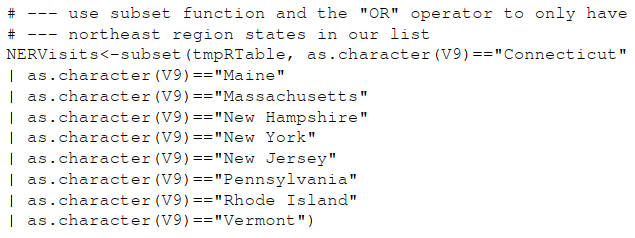 # --- use subset function and the "OR" operator to only have
# --- northeast region states in our list
NERVisits<-subset(tmpRTable, as.character(V9)=="Connecticut"
| as.character(V9)=="Maine"
| as.character(V9)=="Massachusetts"
| as.character(V9)=="New Hampshire"
| as.character(V9)=="New York"
| as.character(V9)=="New Jersey"
| as.character(V9)=="Pennsylvania"
| as.character(V9)=="Rhode Island"
| as.character(V9)=="Vermont")